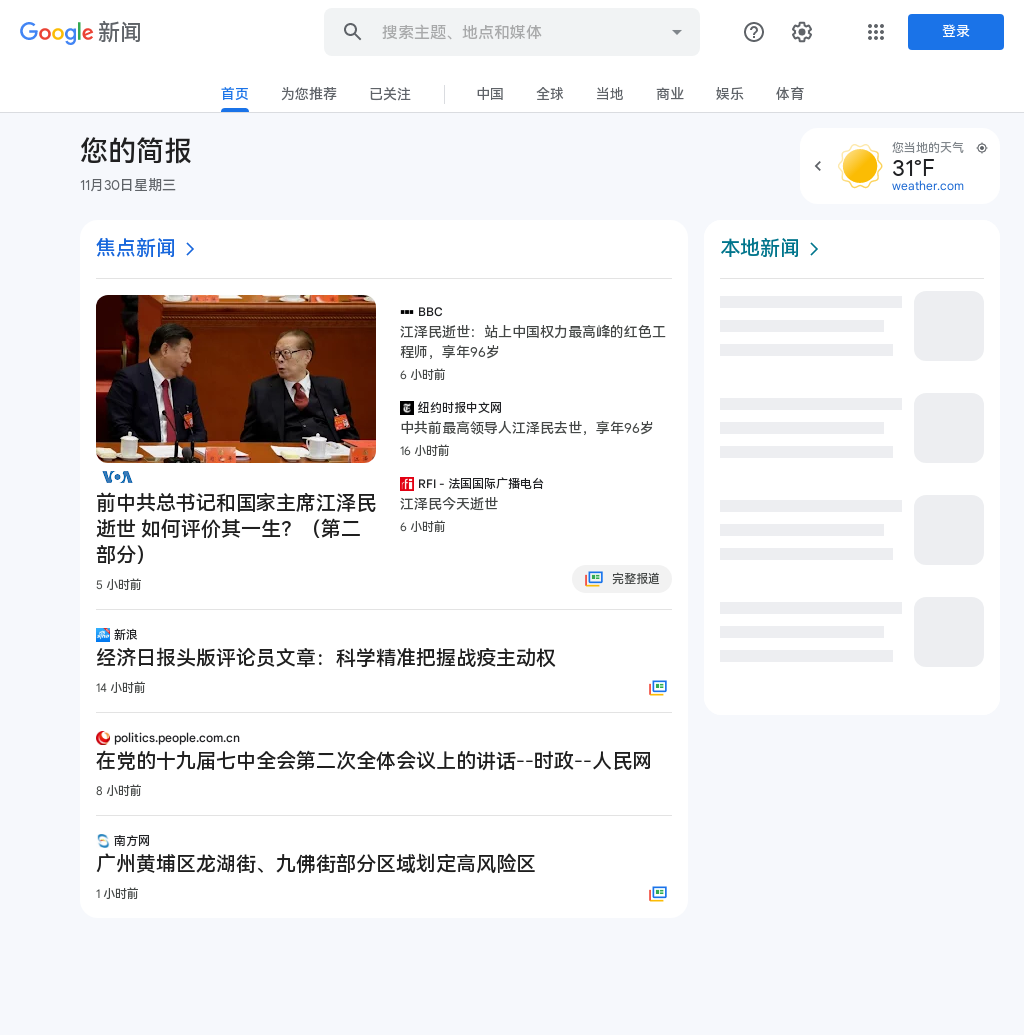 Google 新闻
搜索主题、地点和媒体
登录
首页 为您推荐 已关注 中国 全球 当地 商业 娱乐 体育
您的简报
11月30日星期三
您当地的天气
31°F
weather.com
焦点新闻
VOA
前中共总书记和国家主席江泽民
逝世 如何评价其一生？（第二
部分）
5 小时前
BBC
江泽民逝世：站上中国权力最高峰的红色工
程师，享年96岁
6 小时前
纽约时报中文网
中共前最高领导人江泽民去世，享年96岁
16 小时前
RFI - 法国国际广播电台
江泽民今天逝世
6 小时前
完整报道
新浪
经济日报头版评论员文章：科学精准把握战疫主动权
14 小时前
politics.people.com.cn
在党的十九届七中全会第二次全体会议上的讲话--时政--人民网
8 小时前
南方网
广州黄埔区龙湖街、九佛街部分区域划定高风险区
1 小时前
本地新闻